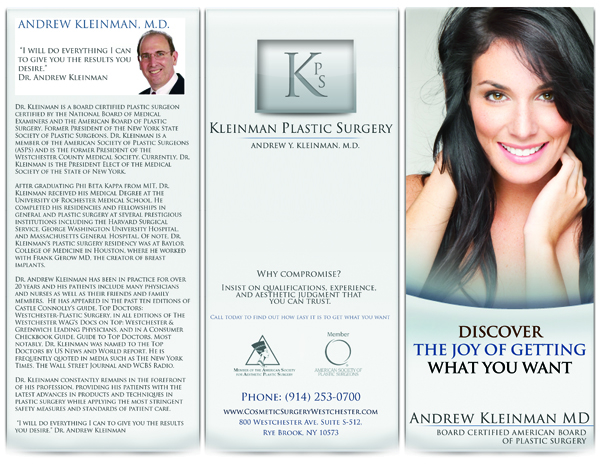 ANDREW KLEINMAN, M.D.
"I WILL DO EVERYTHING I CAN
TO GIVE YOU THE RESULTS YOU
DESIRE."
DR. ANDREW KLEINMAN
DR. KLEINMAN IS A BOARD CERTIFIED PLASTIC SURGEON
CERTIFIED BY THE NATIONAL BOARD OF MEDICAL
EXAMINERS AND THE AMERICAN BOARD OF PLASTIC
SURGERY. FORMER PRESIDENT OF THE NEW YORK STATE
SOCIETY OF PLASTIC SURGEONS, DR. KLEINMAN IS A
MEMBER OF THE AMERICAN SOCIETY OF PLASTIC SURGEONS
(ASPS) AND IS THE FORMER PRESIDENT OF THE
WESTCHESTER COUNTY MEDICAL SOCIETY. CURRENTLY, DR.
KLEINMAN IS THE PRESIDENT ELECT OF THE MEDICAL
SOCIETY OF THE STATE OF NEW YORK.
AFTER GRADUATING PHI BETA KAPPA FROM MIT, DR.
KLEINMAN RECEIVED HIS MEDICAL DEGREE AT THE
UNIVERSITY OF ROCHESTER MEDICAL SCHOOL. HE
COMPLETED HIS RESIDENCIES AND FELLOWSHIPS IN
GENERAL AND PLASTIC SURGERY AT SEVERAL PRESTIGIOUS
INSTITUTIONS INCLUDING THE HARVARD SURGICAL
SERVICE, GEORGE WASHINGTON UNIVERSITY HOSPITAL,
AND MASSACHUSETTS GENERAL HOSPITAL. OF NOTE, DR.
KLEINMAN'S PLASTIC SURGERY RESIDENCY WAS AT BAYLOR
COLLEGE OF MEDICINE IN HOUSTON, WHERE HE WORKED
WITH FRANK GEROW MD, THE CREATOR OF BREAST
IMPLANTS.
DR. ANDREW KLEINMAN HAS BEEN IN PRACTICE FOR OVER
20 YEARS AND HIS PATIENTS INCLUDE MANY PHYSICIANS
AND NURSES AS WELL AS THEIR FRIENDS AND FAMILY
MEMBERS. HE HAS APPEARED IN THE PAST TEN EDITIONS OF
CASTLE CONNOLLY'S GUIDE, TOP DOCTORS:
WESTCHESTER-PLASTIC SURGERY, IN ALL EDITIONS OF THE
WESTCHESTER WAG'S DOCS ON TOP: WESTCHESTER &
GREENWICH LEADING PHYSICIANS, AND IN A CONSUMER
CHECKBOOK GUIDE, GUIDE TO TOP DOCTORS. MOST
NOTABLY, DR. KLEINMAN WAS NAMED TO THE TOP
DOCTORS BY US NEWS AND WORLD REPORT. HE IS
FREQUENTLY QUOTED IN MEDIA SUCH AS THE NEW YORK
TIMES, THE WALL STREET JOURNAL AND WCBS RADIO.
DR. KLEINMAN CONSTANTLY REMAINS IN THE FOREFRONT
OF HIS PROFESSION, PROVIDING HIS PATIENTS WITH THE
LATEST ADVANCES IN PRODUCTS AND TECHNIQUES IN
PLASTIC SURGERY WHILE APPLYING THE MOST STRINGENT
SAFETY MEASURES AND STANDARDS OF PATIENT CARE.
"I WILL DO EVERYTHING I CAN TO GIVE YOU THE RESULTS
YOU DESIRE." DR. ANDREW KLEINMAN
KPS
KLEINMAN PLASTIC SURGERY
ANDREW Y. KLEINMAN, M.D.
WHY COMPROMISE?
INSIST ON QUALIFICATIONS, EXPERIENCE,
AND AESTHETIC JUDGMENT THAT
YOU CAN TRUST.
CALL TODAY TO FIND OUT HOW EASY IT IS TO GET WHAT YOU WANT
MEMBER OF THE AMERICAN SOCIETY
FOR AESTHETIC PLASTIC SURGERY
Member
AMERICAN SOCIETY OF
PLASTIC SURGEONS
PHONE: (914) 253-0700
WWW.COSMETICSURGERYWESTCHESTER.COM
800 WESTCHESTER AVE. SUITE S-512.
RYE BROOK, NY 10573
DISCOVER
THE JOY OF GETTING
WHAT YOU WANT
ANDREW KLEINMAN MD
BOARD CERTIFIED AMERICAN BOARD
OF PLASTIC SURGERY